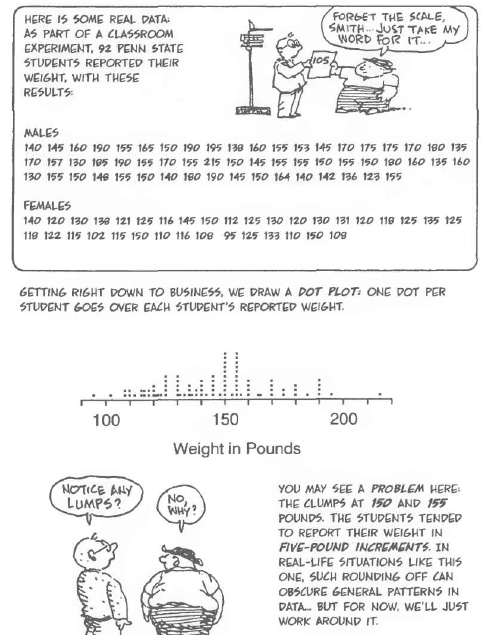 HERE IS SOME REAL DATA:
AS PART OF A CLASSROOM
EXPERIMENT, 92 PENN STATE
STUDENTS REPORTED THEIR
WEIGHT, WITH THESE
RESULTS:
FORGET THE SCALE,
SMITH... JUST TAKE MY
WORD FOR IT...
105
MALES
140 145 160 190 155 165 150 190 195 138 160 155 153 145 170 175 175 170 180 135
170 157 130 185 190 155 170 155 215 150 145 155 155 150 155 150 180 160 135 160
130 155 150 148 155 150 140 180 190 145 150 164 140 142 136 123 155
FEMALES
140 120 130 138 121 125 116 145 150 112 125 130 120 130 131 120 118 125 135 125
118 122 115 102 115 150 110 116 108 95 125 133 110 150 108
GETTING RIGHT DOWN TO BUSINESS, WE DRAW A DOT PLOT: ONE DOT PER
STUDENT GOES OVER EACH STUDENT'S REPORTED WEIGHT.
100 150 200
Weight in Pounds
NOTICE ANY
LUMPS?
NO,
WHY?
YOU MAY SEE A PROBLEM HERE:
THE CLUMPS AT 150 AND 155
POUNDS. THE STUDENTS TENDED
TO REPORT THEIR WEIGHT IN
FIVE-POUND INCREMENTS. IN
REAL-LIFE SITUATIONS LIKE THIS
ONE, SUCH ROUNDING OFF CAN
OBSCURE GENERAL PATTERNS IN
DATA... BUT FOR NOW, WE'LL JUST
WORK AROUND IT.